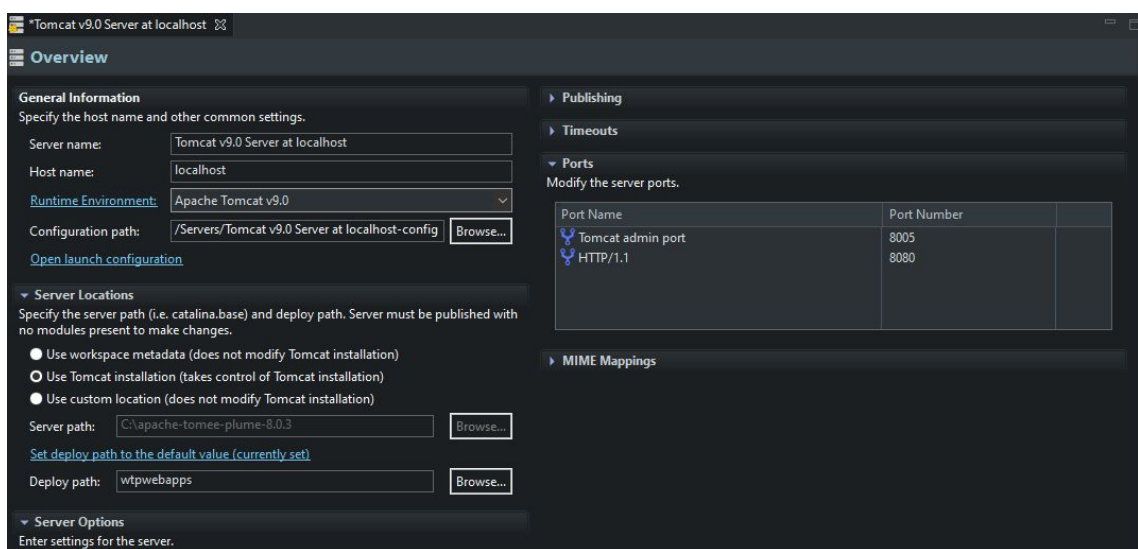 *Tomcat v9.0 Server at localhost
Overview
General Information
Specify the host name and other common settings.
Server name:
Tomcat v9.0 Server at localhost
Host name:
localhost
Runtime Environment:
Apache Tomcat v9.0
Configuration path:
/Servers/Tomcat v9.0 Server at localhost-config
Browse...
Open launch configuration
Server Locations
Specify the server path (i.e. catalina.base) and deploy path. Server must be published with
no modules present to make changes.
Use workspace metadata (does not modify Tomcat installation)
Use Tomcat installation (takes control of Tomcat installation)
Use custom location (does not modify Tomcat installation)
Server path:
C:\apache-tomee-plume-8.0.3
Browse...
Set deploy path to the default value (currently set)
Deploy path:
wtpwebapps
Browse...
Server Options
Enter settings for the server.
Publishing
Timeouts
Ports
Modify the server ports.
Port Name Port Number
Tomcat admin port 8005
HTTP/1.1 8080
MIME Mappings